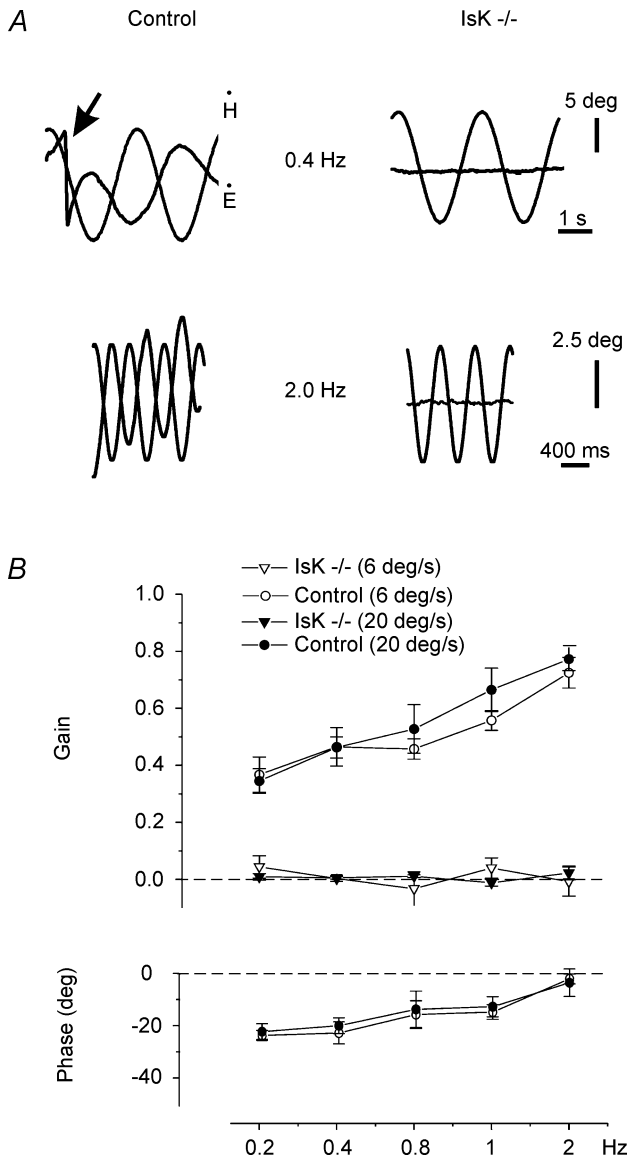 A
Control
IsK -/-
Ḣ
Ė
0.4 Hz
5 deg
1 s
2.0 Hz
2.5 deg
400 ms
B
IsK -/- (6 deg/s)
Control (6 deg/s)
IsK -/- (20 deg/s)
Control (20 deg/s)
Gain
1.0
0.8
0.6
0.4
0.2
0.0
Phase (deg)
0
-20
-40
0.2 0.4 0.8 1 2 Hz